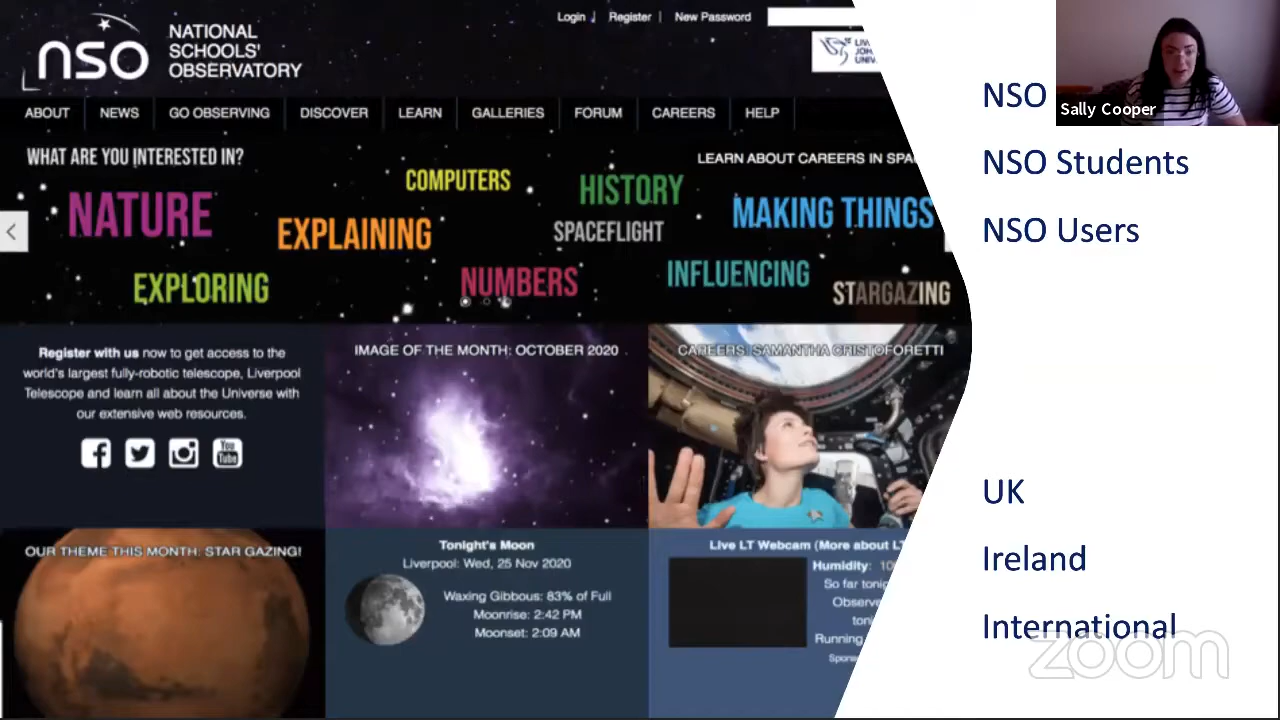 Login
Register
New Password
nso
NATIONAL
SCHOOLS'
OBSERVATORY
ABOUT
NEWS
GO OBSERVING
DISCOVER
LEARN
GALLERIES
FORUM
CAREERS
HELP
WHAT ARE YOU INTERESTED IN?
LEARN ABOUT CAREERS IN
COMPUTERS
NATURE
HISTORY
MAKING THINGS
EXPLAINING
SPACEFLIGHT
EXPLORING
NUMBERS
INFLUENCING
STARGAZING
Register with us now to get access to the
world's largest fully-robotic telescope, Liverpool
Telescope and learn all about the Universe with
our extensive web resources.
You
Tube
IMAGE OF THE MONTH: OCTOBER 2020
CAREERS: SAMANTHA CRISTOFORETTI
OUR THEME THIS MONTH: STAR GAZING!
Tonight's Moon
Liverpool: Wed, 25 Nov 2020
Waxing Gibbous: 83% of Full
Moonrise: 2:42 PM
Moonset: 2:09 AM
Live LT Webcam (More about
Humidity:
So far
Running
NSO
NSO Students
NSO Users
UK
Ireland
International
Sally Cooper
zoom